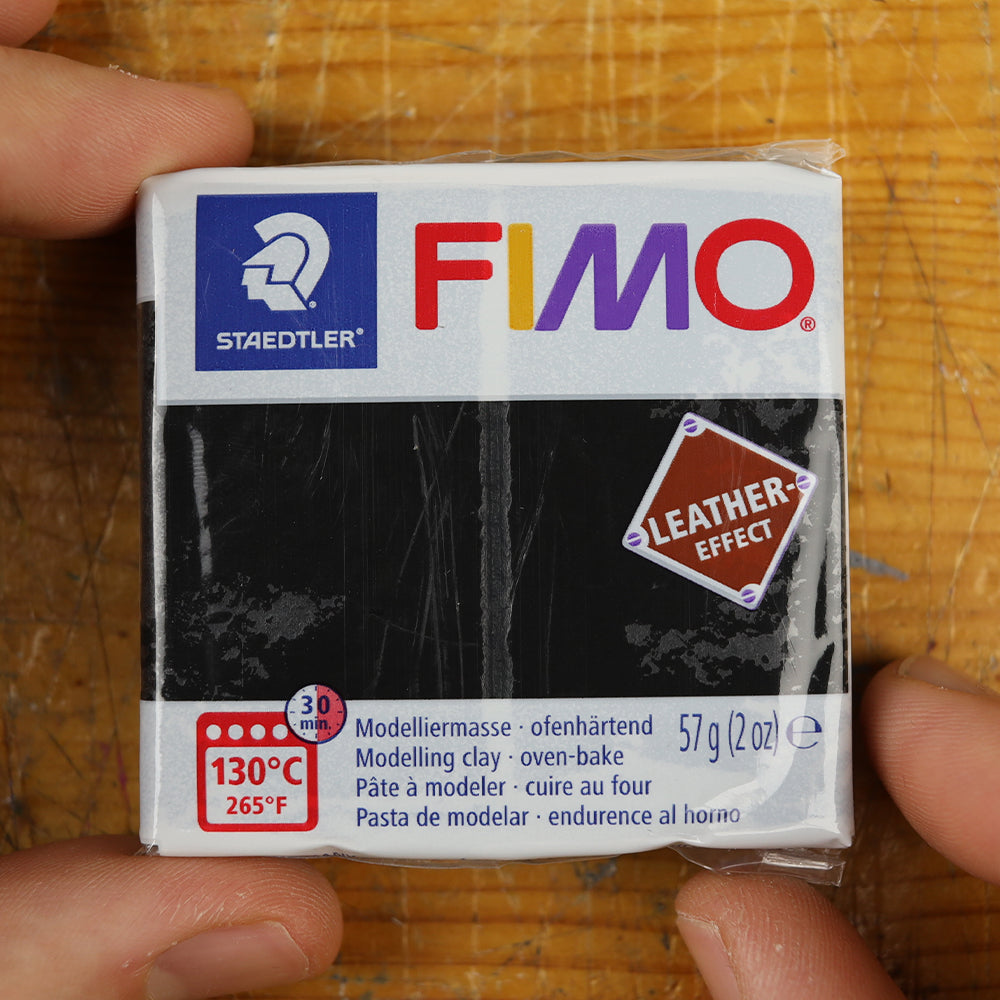 STAEDTLER®
FIMO®
LEATHER-
EFFECT
30
min.
130°C
265°F
Modelliermasse · ofenhärtend
Modelling clay · oven-bake
Pâte à modeler · cuire au four
Pasta de modelar · endurence al horno
57 g (2 oz) ℮